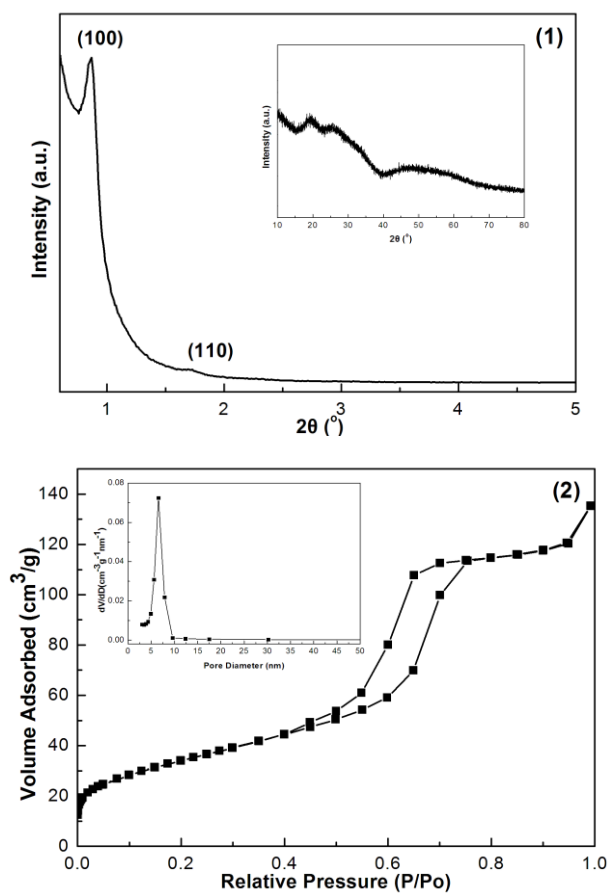 (100)
(1)
Intensity (a.u.)
10 20 30 40 50 60 70 80
2θ (°)
(110)
Intensity (a.u.)
1 2 3 4 5
2θ (°)
(2)
140
120
100
80
60
40
20
0
0.08
0.06
0.04
0.02
0.00
dV/dD(cm⁻³g⁻¹nm⁻¹)
0 5 10 15 20 25 30 35 40 45 50
Pore Diameter (nm)
Volume Adsorbed (cm³/g)
0.0 0.2 0.4 0.6 0.8 1.0
Relative Pressure (P/Po)